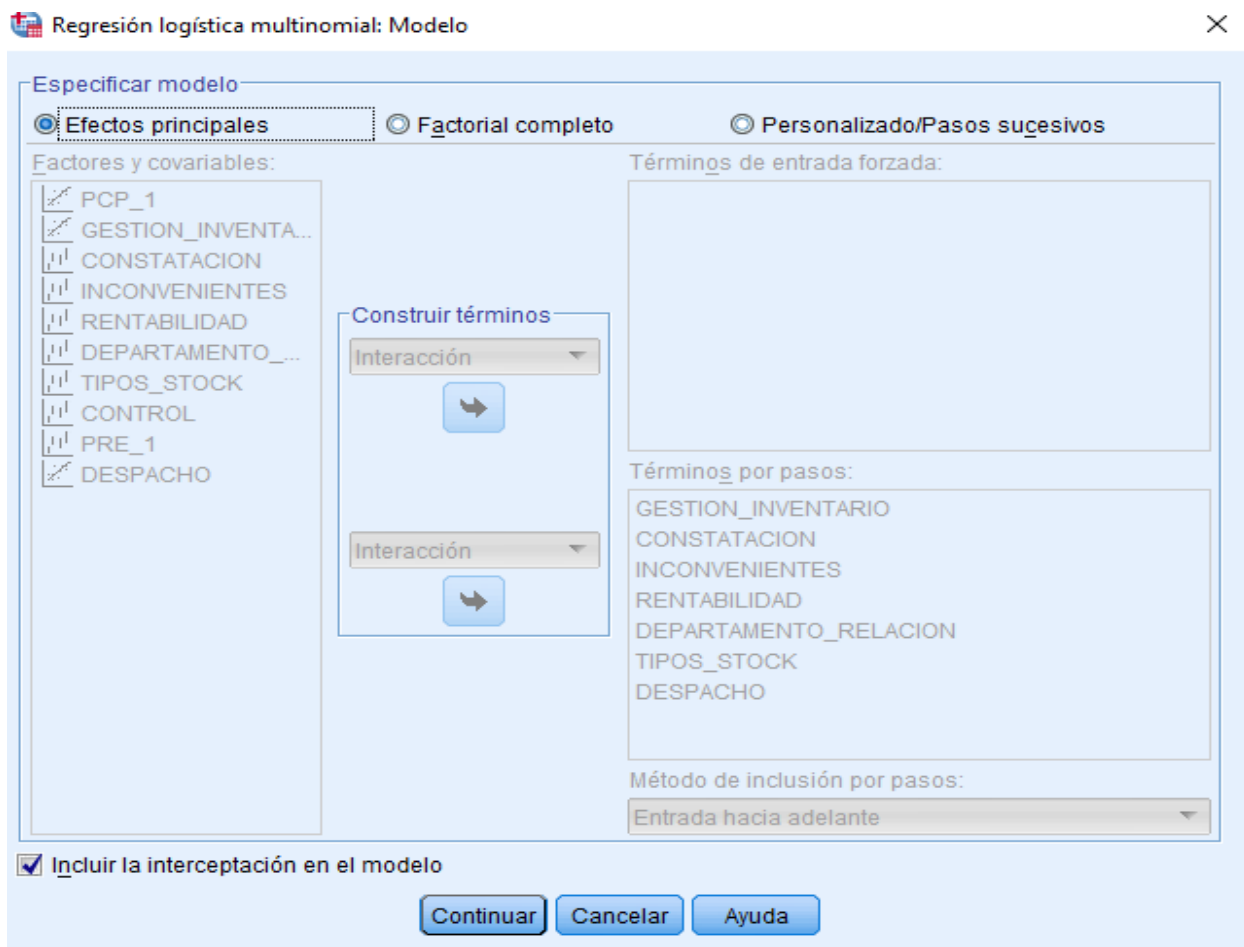 Regresión logística multinomial: Modelo
Especificar modelo
Efectos principales
Factorial completo
Personalizado/Pasos sucesivos
Factores y covariables:
PCP_1
GESTION_INVENTA...
CONSTATACION
INCONVENIENTES
RENTABILIDAD
DEPARTAMENTO_...
TIPOS_STOCK
CONTROL
PRE_1
DESPACHO
Construir términos
Interacción
Interacción
Términos de entrada forzada:
Términos por pasos:
GESTION_INVENTARIO
CONSTATACION
INCONVENIENTES
RENTABILIDAD
DEPARTAMENTO_RELACION
TIPOS_STOCK
DESPACHO
Método de inclusión por pasos:
Entrada hacia adelante
Incluir la interceptación en el modelo
Continuar
Cancelar
Ayuda